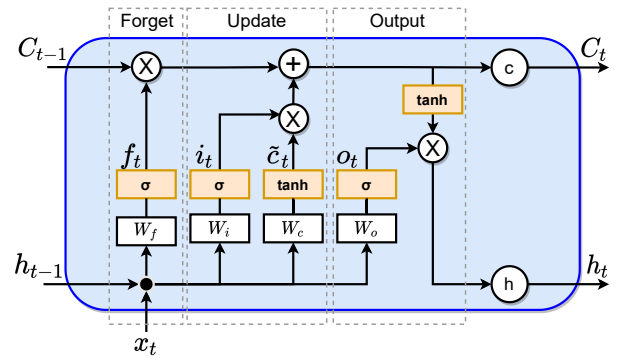 Forget Update Output
C_{t-1} X + c C_t
tanh
X X
f_t i_t c̃_t o_t
σ σ tanh σ
W_f W_i W_c W_o
h_{t-1} h h_t
x_t